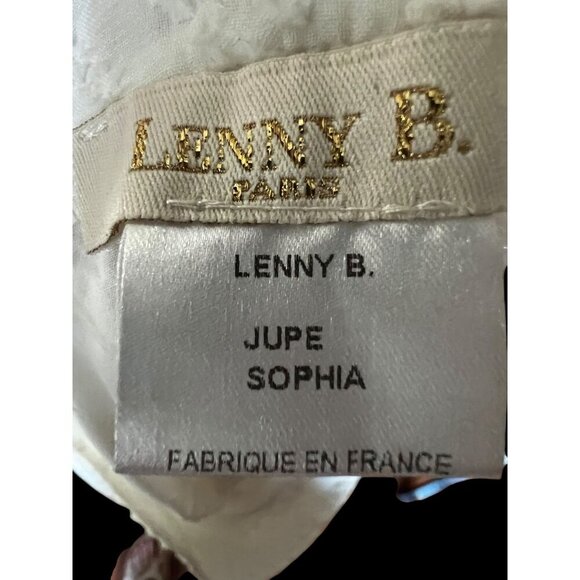 LENNY B.
PARIS
LENNY B.
JUPE
SOPHIA
FABRIQUE EN FRANCE